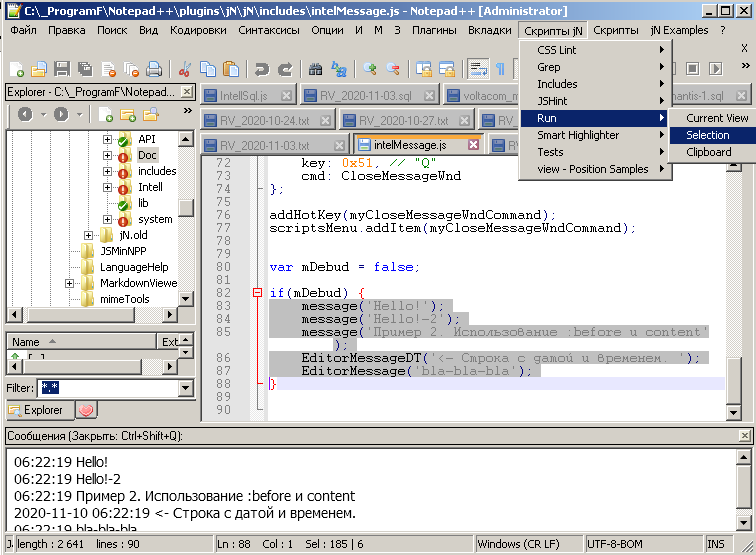 C:\_ProgramF\Notepad++\plugins\jN\jN\includes\intelMessage.js - Notepad++ [Administrator]
Файл Правка Поиск Вид Кодировки Синтаксисы Опции И М З Плагины Вкладки Скрипты jN Скрипты jN Examples ?
X
CSS Lint
Grep
Includes
JSHint
Run
Smart Highlighter
Tests
view - Position Samples
Current View
Selection
Clipboard
Explorer - C:\_ProgramF\Notepad...
IntellSql.js RV_2020-11-03.sql voltacom_m mantis-1.sql
RV_2020-10-24.txt RV_2020-10-27.txt RV_
RV_2020-11-03.txt intelMessage.js RV
API
Doc
includes
Intell
lib
system
jN.old
JSMinNPP
LanguageHelp
MarkdownViewe
mimeTools
Name Ext
[..]
Filter: *.*
Explorer
72 key: 0x51, // "Q"
73 cmd: CloseMessageWnd
74 };
75
76 addHotKey(myCloseMessageWndCommand);
77 scriptsMenu.addItem(myCloseMessageWndCommand);
78
79
80 var mDebud = false;
81
82 if(mDebud) {
83 message('Hello!');
84 message('Hello!-2');
85 message('Пример 2. Использование :before и content'
);
86 EditorMessageDT('<- Строка с датой и временем. ');
87 EditorMessage('bla-bla-bla');
88 }
89
90
Сообщения (Закрыть: Ctrl+Shift+Q):
06:22:19 Hello!
06:22:19 Hello!-2
06:22:19 Пример 2. Использование :before и content
2020-11-10 06:22:19 <- Строка с датой и временем.
06:22:19 bla-bla-bla
length : 2 641 lines : 90 Ln : 88 Col : 1 Sel : 185 | 6 Windows (CR LF) UTF-8-BOM INS